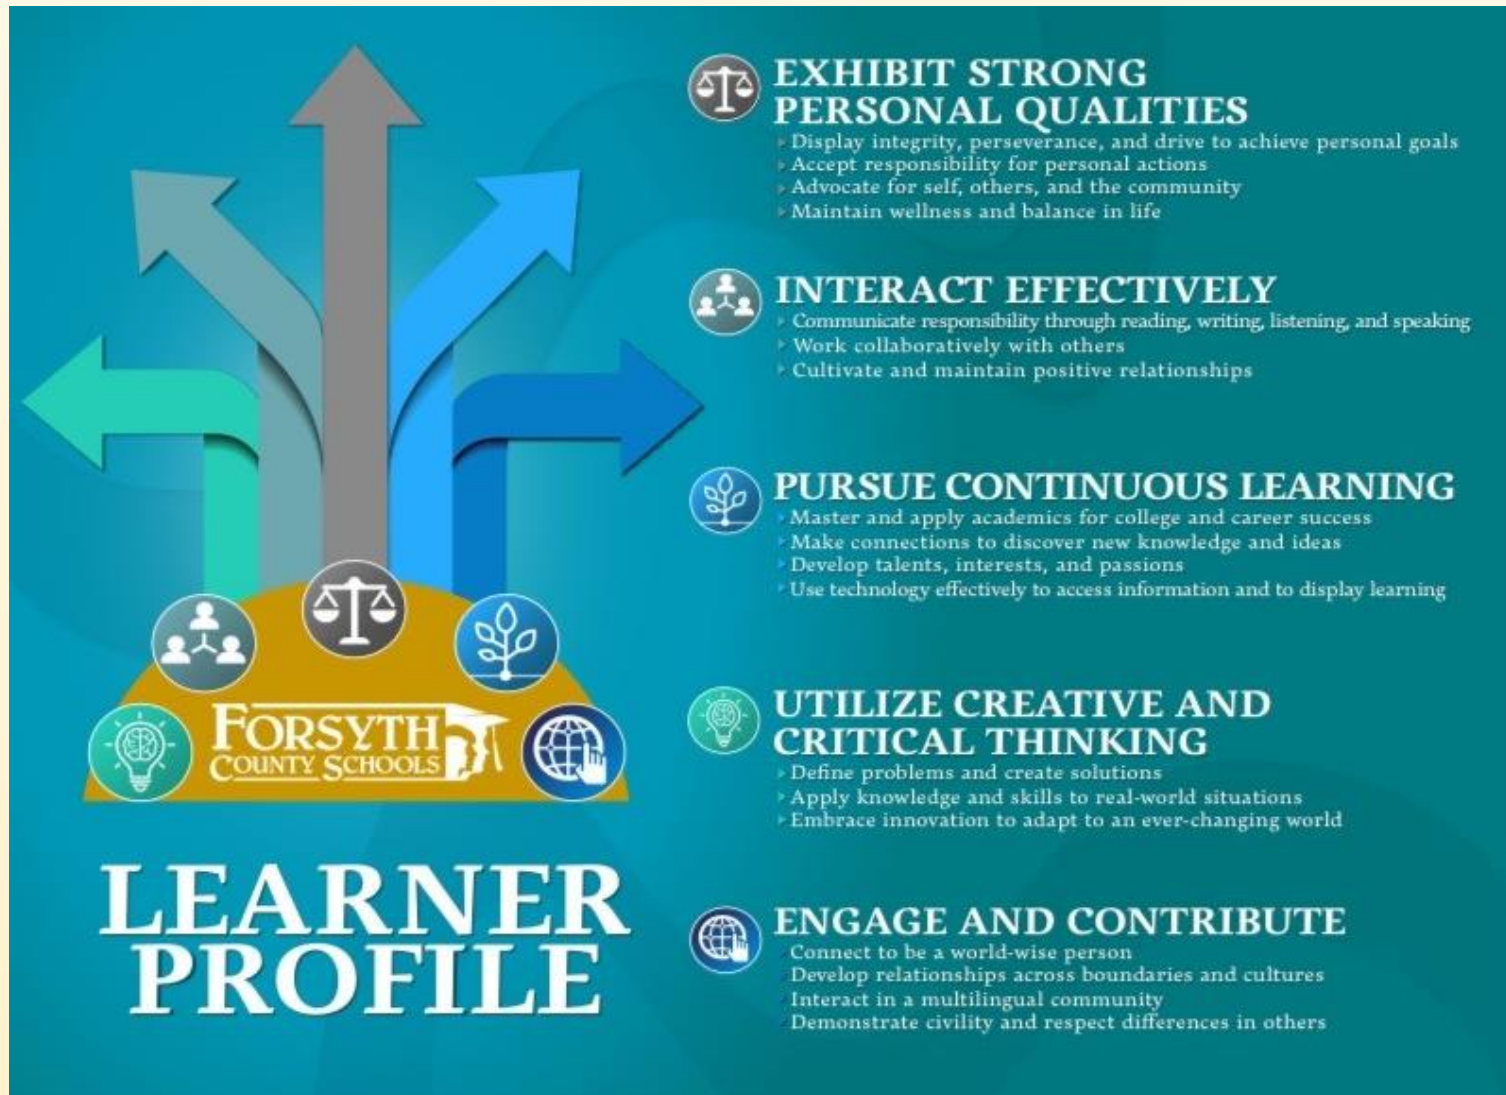 EXHIBIT STRONG
PERSONAL QUALITIES
Display integrity, perseverance, and drive to achieve personal goals
Accept responsibility for personal actions
Advocate for self, others, and the community
Maintain wellness and balance in life
INTERACT EFFECTIVELY
Communicate responsibility through reading, writing, listening, and speaking
Work collaboratively with others
Cultivate and maintain positive relationships
PURSUE CONTINUOUS LEARNING
Master and apply academics for college and career success
Make connections to discover new knowledge and ideas
Develop talents, interests, and passions
Use technology effectively to access information and to display learning
UTILIZE CREATIVE AND
CRITICAL THINKING
Define problems and create solutions
Apply knowledge and skills to real-world situations
Embrace innovation to adapt to an ever-changing world
ENGAGE AND CONTRIBUTE
Connect to be a world-wise person
Develop relationships across boundaries and cultures
Interact in a multilingual community
Demonstrate civility and respect differences in others
FORSYTH
COUNTY SCHOOLS
LEARNER
PROFILE